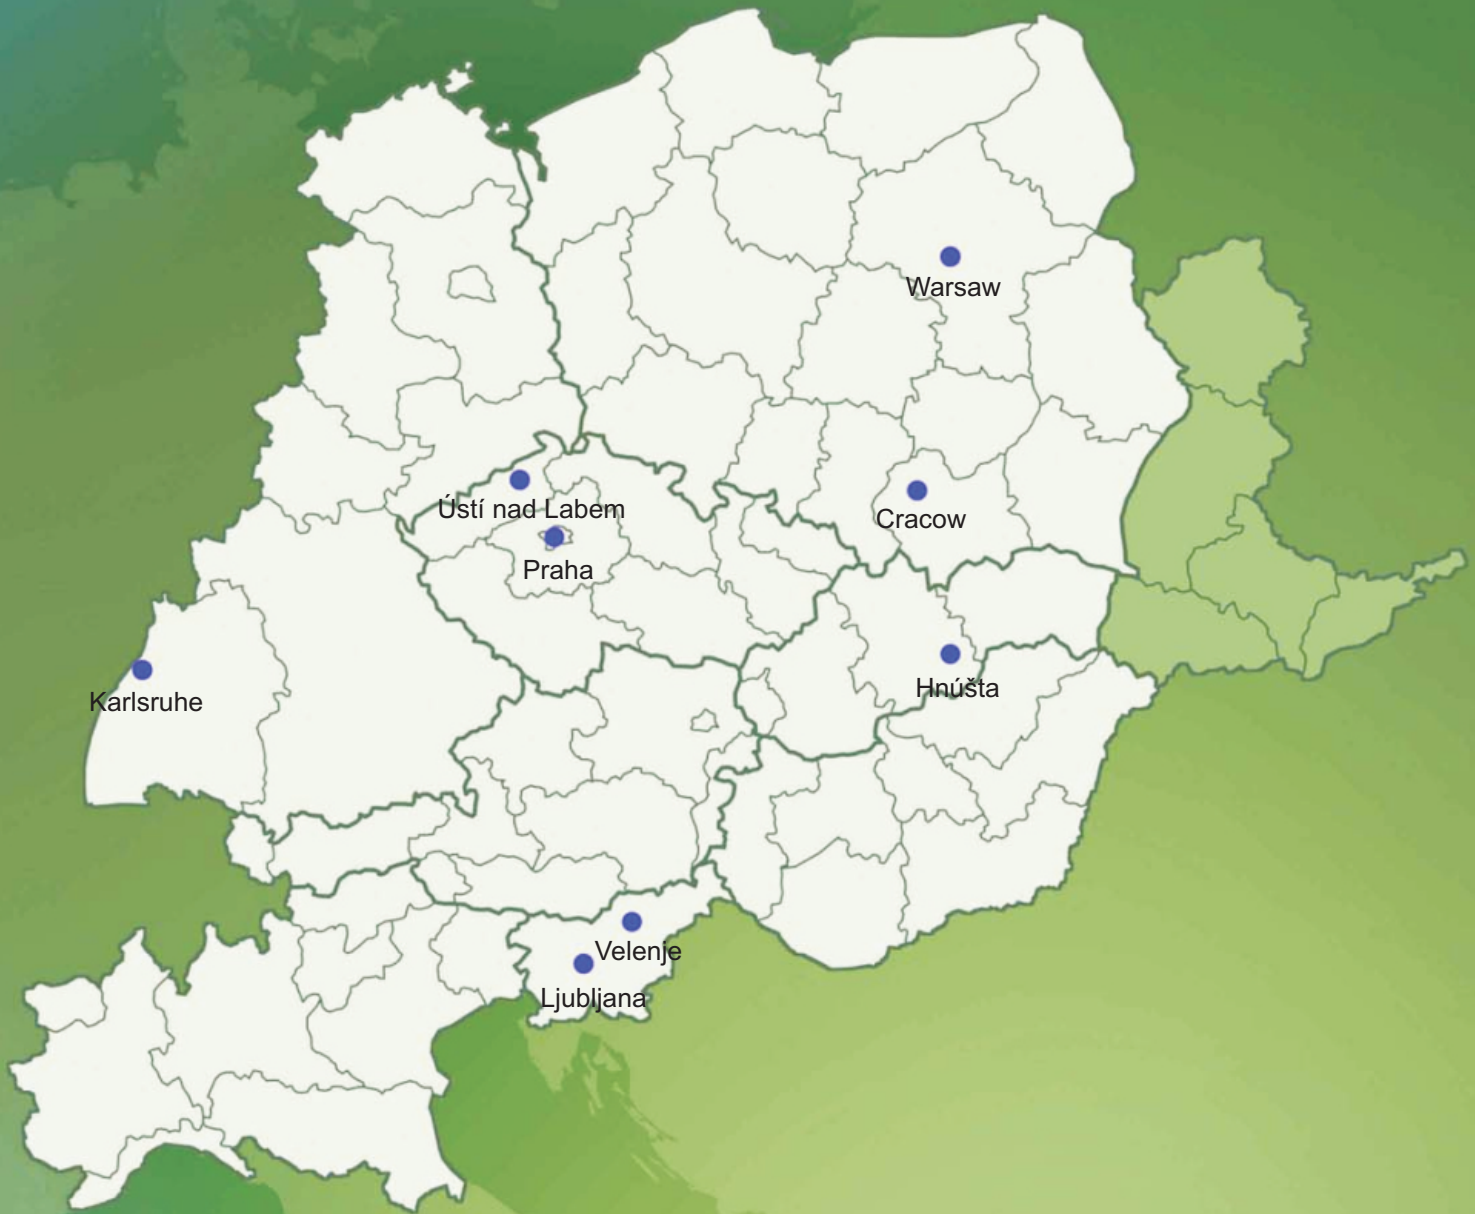 Warsaw
Ústí nad Labem
Cracow
Praha
Karlsruhe
Hnúšta
Velenje
Ljubljana